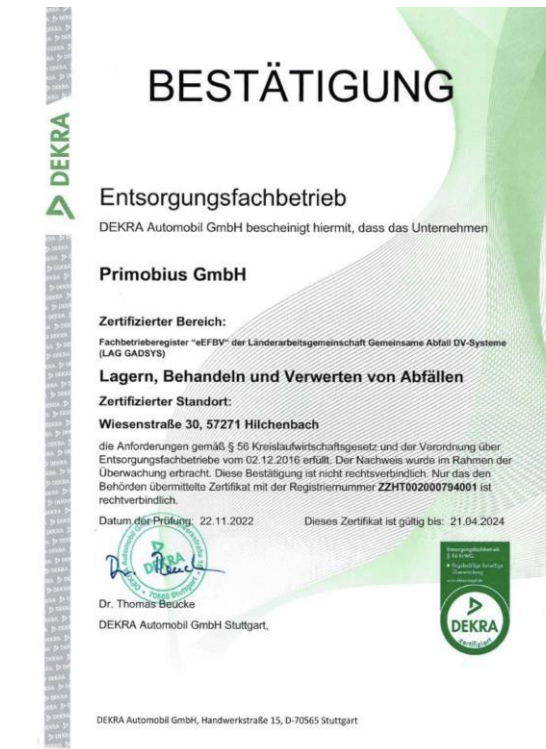 BESTÄTIGUNG
DEKRA
Entsorgungsfachbetrieb
DEKRA Automobil GmbH bescheinigt hiermit, dass das Unternehmen
Primobius GmbH
Zertifizierter Bereich:
Fachbetrieberegister "eEFBV" der Länderarbeitsgemeinschaft Gemeinsame Abfall DV-Systeme
(LAG GADSYS)
Lagern, Behandeln und Verwerten von Abfällen
Zertifizierter Standort:
Wiesenstraße 30, 57271 Hilchenbach
die Anforderungen gemäß § 56 Kreislaufwirtschaftsgesetz und der Verordnung über
Entsorgungsfachbetriebe vom 02.12.2016 erfüllt. Der Nachweis wurde im Rahmen der
Überwachung erbracht. Diese Bestätigung ist nicht rechtsverbindlich. Nur das den
Behörden übermittelte Zertifikat mit der Registriernummer ZZHT002000794001 ist
rechtverbindlich.
Datum der Prüfung: 22.11.2022 Dieses Zertifikat ist gültig bis: 21.04.2024
Dr. Thomas Beucke
DEKRA Automobil GmbH Stuttgart,
Entsorgungsfachbetrieb
DEKRA
zertifiziert
DEKRA Automobil GmbH, Handwerkstraße 15, D-70565 Stuttgart